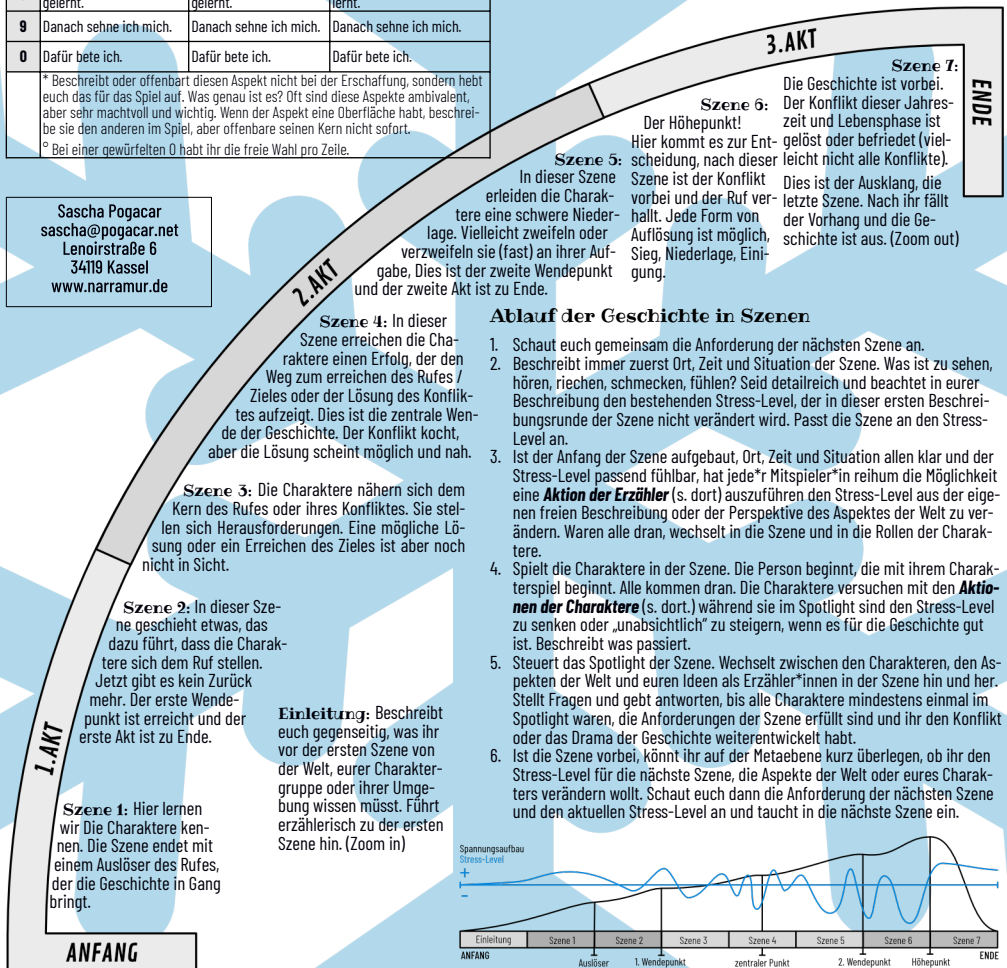 gelernt. gelernt. lernt.
9 Danach sehne ich mich. Danach sehne ich mich. Danach sehne ich mich.
0 Dafür bete ich. Dafür bete ich. Dafür bete ich.
* Beschreibt oder offenbart diesen Aspekt nicht bei der Erschaffung, sondern hebt
euch das für das Spiel auf. Was genau ist es? Oft sind diese Aspekte ambivalent,
aber sehr machtvoll und wichtig. Wenn der Aspekt eine Oberfläche habt, beschrei-
be sie den anderen im Spiel, aber offenbare seinen Kern nicht sofort.
° Bei einer gewürfelten 0 habt ihr die freie Wahl pro Zeile.
Sascha Pogacar
sascha@pogacar.net
Lenoirstraße 6
34119 Kassel
www.narramur.de
ANFANG
1.AKT
2.AKT
3.AKT
ENDE
Szene 1: Hier lernen
wir Die Charaktere ken-
nen. Die Szene endet mit
einem Auslöser des Rufes,
der die Geschichte in Gang
bringt.
Einleitung: Beschreibt
euch gegenseitig, was ihr
vor der ersten Szene von
der Welt, eurer Charakter-
gruppe oder ihrer Umge-
bung wissen müsst. Führt
erzählerisch zu der ersten
Szene hin. (Zoom in)
Szene 2: In dieser Sze-
ne geschieht etwas, das
dazu führt, dass die Charak-
tere sich dem Ruf stellen.
Jetzt gibt es kein Zurück
mehr. Der erste Wende-
punkt ist erreicht und der
erste Akt ist zu Ende.
Szene 3: Die Charaktere nähern sich dem
Kern des Rufes oder ihres Konfliktes. Sie stel-
len sich Herausforderungen. Eine mögliche Lö-
sung oder ein Erreichen des Zieles ist aber noch
nicht in Sicht.
Szene 4: In dieser
Szene erreichen die Cha-
raktere einen Erfolg, der den
Weg zum erreichen des Rufes /
Zieles oder der Lösung des Konflik-
tes aufzeigt. Dies ist die zentrale Wen-
de der Geschichte. Der Konflikt kocht,
aber die Lösung scheint möglich und nah.
Szene 5:
In dieser Szene
erleiden die Charak-
tere eine schwere Nieder-
lage. Vielleicht zweifeln oder
verzweifeln sie (fast) an ihrer Auf-
gabe, Dies ist der zweite Wendepunkt
und der zweite Akt ist zu Ende.
Szene 6:
Der Höhepunkt!
Hier kommt es zur Ent-
scheidung, nach dieser
Szene ist der Konflikt
vorbei und der Ruf ver-
hallt. Jede Form von
Auflösung ist möglich,
Sieg, Niederlage, Eini-
gung.
Szene 7:
Die Geschichte ist vorbei.
Der Konflikt dieser Jahres-
zeit und Lebensphase ist
gelöst oder befriedet (viel-
leicht nicht alle Konflikte).
Dies ist der Ausklang, die
letzte Szene. Nach ihr fällt
der Vorhang und die Ge-
schichte ist aus. (Zoom out)
Ablauf der Geschichte in Szenen
1. Schaut euch gemeinsam die Anforderung der nächsten Szene an.
2. Beschreibt immer zuerst Ort, Zeit und Situation der Szene. Was ist zu sehen,
hören, riechen, schmecken, fühlen? Seid detailreich und beachtet in eurer
Beschreibung den bestehenden Stress-Level, der in dieser ersten Beschrei-
bungsrunde der Szene nicht verändert wird. Passt die Szene an den Stress-
Level an.
3. Ist der Anfang der Szene aufgebaut, Ort, Zeit und Situation allen klar und der
Stress-Level passend fühlbar, hat jede*r Mitspieler*in reihum die Möglichkeit
eine Aktion der Erzähler (s. dort) auszuführen den Stress-Level aus der eige-
nen freien Beschreibung oder der Perspektive des Aspektes der Welt zu ver-
ändern. Waren alle dran, wechselt in die Szene und in die Rollen der Charak-
tere.
4. Spielt die Charaktere in der Szene. Die Person beginnt, die mit ihrem Charak-
terspiel beginnt. Alle kommen dran. Die Charaktere versuchen mit den Aktio-
nen der Charaktere (s. dort.) während sie im Spotlight sind den Stress-Level
zu senken oder „unabsichtlich“ zu steigern, wenn es für die Geschichte gut
ist. Beschreibt was passiert.
5. Steuert das Spotlight der Szene. Wechselt zwischen den Charakteren, den As-
pekten der Welt und euren Ideen als Erzähler*innen in der Szene hin und her.
Stellt Fragen und gebt antworten, bis alle Charaktere mindestens einmal im
Spotlight waren, die Anforderungen der Szene erfüllt sind und ihr den Konflikt
oder das Drama der Geschichte weiterentwickelt habt.
6. Ist die Szene vorbei, könnt ihr auf der Metaebene kurz überlegen, ob ihr den
Stress-Level für die nächste Szene, die Aspekte der Welt oder eures Charak-
ters verändern wollt. Schaut euch dann die Anforderung der nächsten Szene
und den aktuellen Stress-Level an und taucht in die nächste Szene ein.
Spannungsaufbau
Stress-Level
+
-
Einleitung Szene 1 Szene 2 Szene 3 Szene 4 Szene 5 Szene 6 Szene 7
ANFANG Auslöser 1. Wendepunkt zentraler Punkt 2. Wendepunkt Höhepunkt ENDE